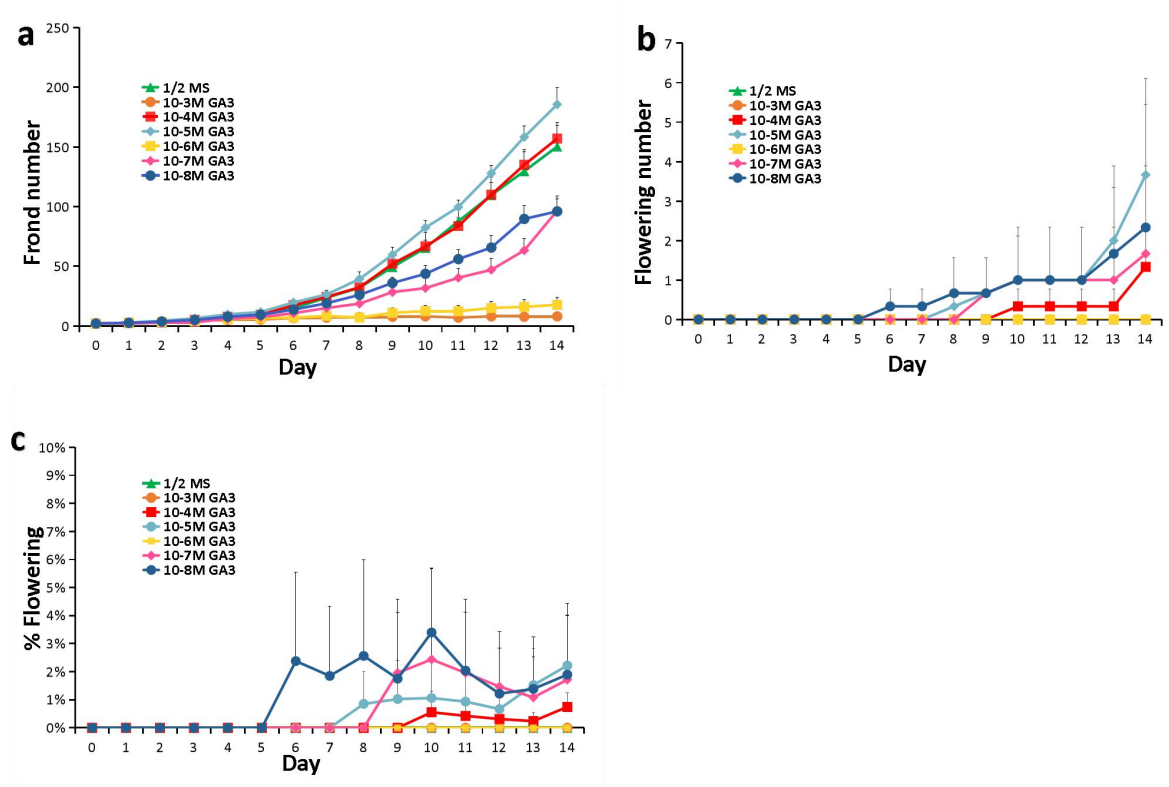 a
250
200
150
100
50
0
Frond number
1/2 MS
10-3M GA3
10-4M GA3
10-5M GA3
10-6M GA3
10-7M GA3
10-8M GA3
0 1 2 3 4 5 6 7 8 9 10 11 12 13 14
Day
b
7
6
5
4
3
2
1
0
Flowering number
1/2 MS
10-3M GA3
10-4M GA3
10-5M GA3
10-6M GA3
10-7M GA3
10-8M GA3
0 1 2 3 4 5 6 7 8 9 10 11 12 13 14
Day
c
10%
9%
8%
7%
6%
5%
4%
3%
2%
1%
0%
% Flowering
1/2 MS
10-3M GA3
10-4M GA3
10-5M GA3
10-6M GA3
10-7M GA3
10-8M GA3
0 1 2 3 4 5 6 7 8 9 10 11 12 13 14
Day